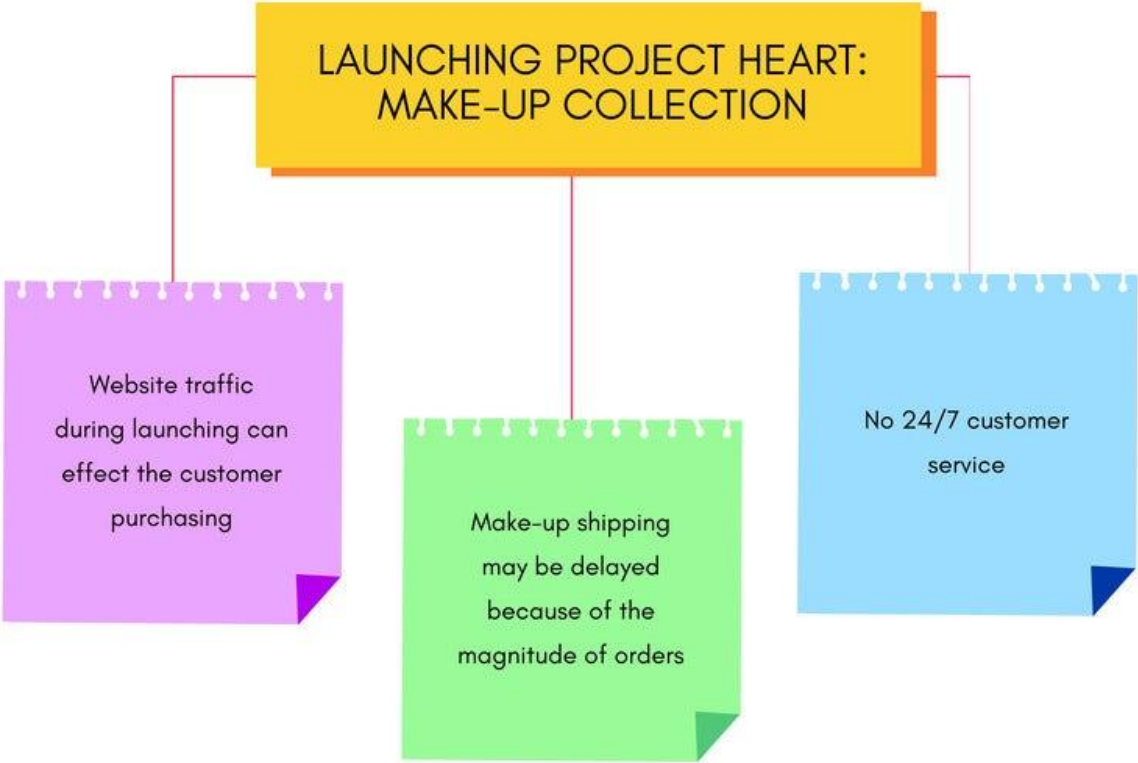 LAUNCHING PROJECT HEART:
MAKE-UP COLLECTION
Website traffic
during launching can
effect the customer
purchasing
Make-up shipping
may be delayed
because of the
magnitude of orders
No 24/7 customer
service